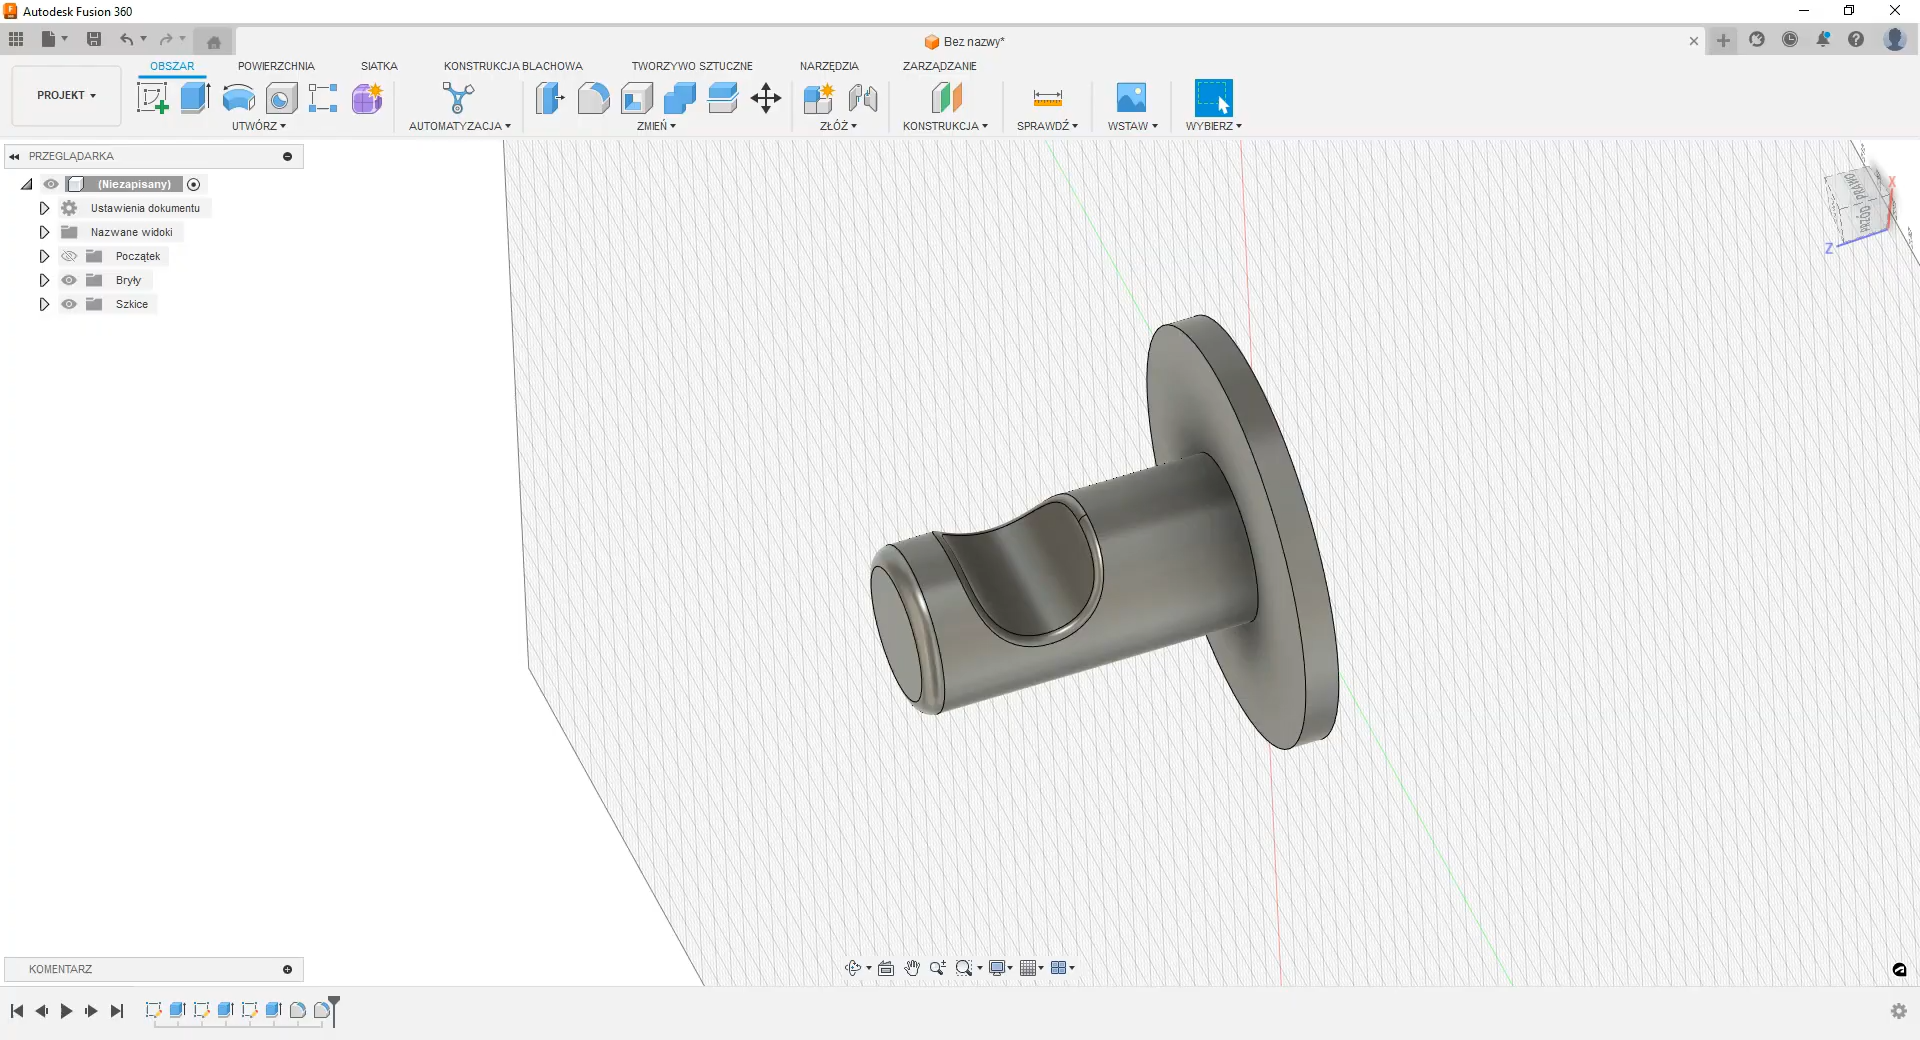 Autodesk Fusion 360
Bez nazwy*
PROJEKT
OBSZAR
POWIERZCHNIA
SIATKA
KONSTRUKCJA BLACHOWA
TWORZYWO SZTUCZNE
NARZĘDZIA
ZARZĄDZANIE
UTWÓRZ
AUTOMATYZACJA
ZMIEŃ
ZŁÓŻ
KONSTRUKCJA
SPRAWDŹ
WSTAW
WYBIERZ
PRZEGLĄDARKA
(Niezapisany)
Ustawienia dokumentu
Nazwane widoki
Początek
Bryły
Szkice
X
PRAWO
Z
KOMENTARZ